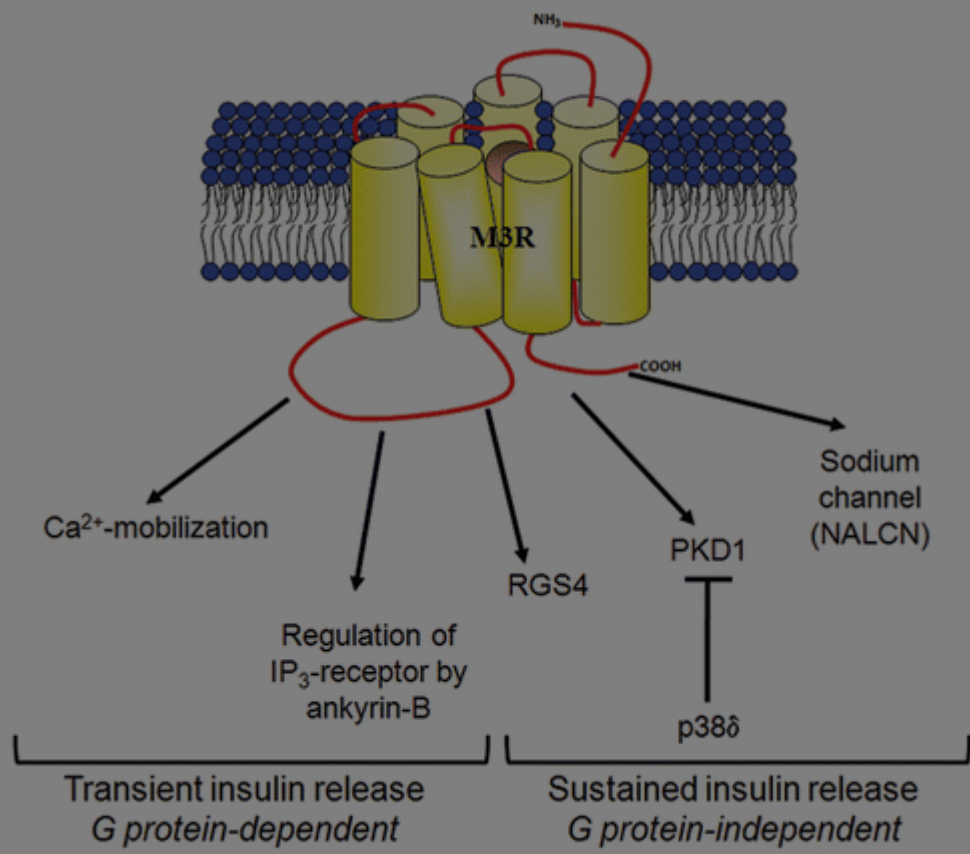 NH₃
M3R
COOH
Ca²⁺-mobilization
Regulation of
IP₃-receptor by
ankyrin-B
RGS4
PKD1
p38δ
Sodium
channel
(NALCN)
Transient insulin release
G protein-dependent
Sustained insulin release
G protein-independent